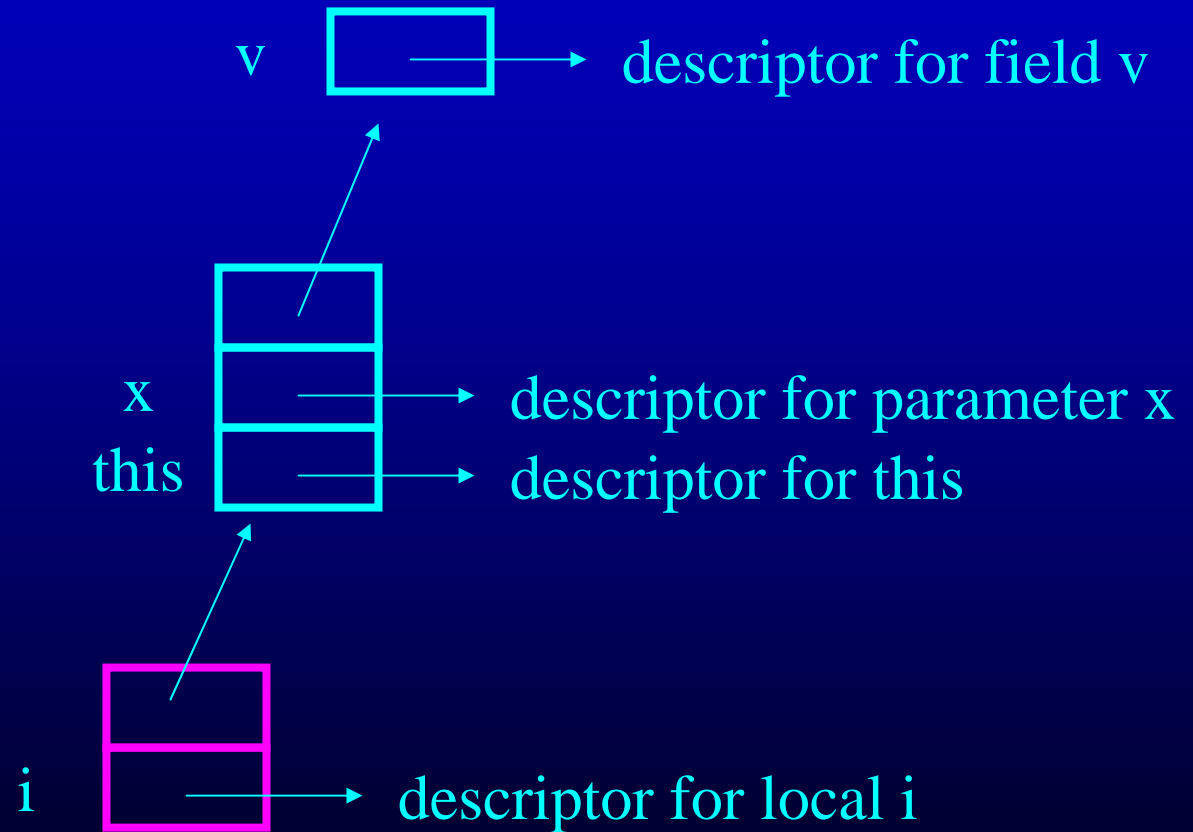 v descriptor for field v
x descriptor for parameter x
this descriptor for this
i descriptor for local i